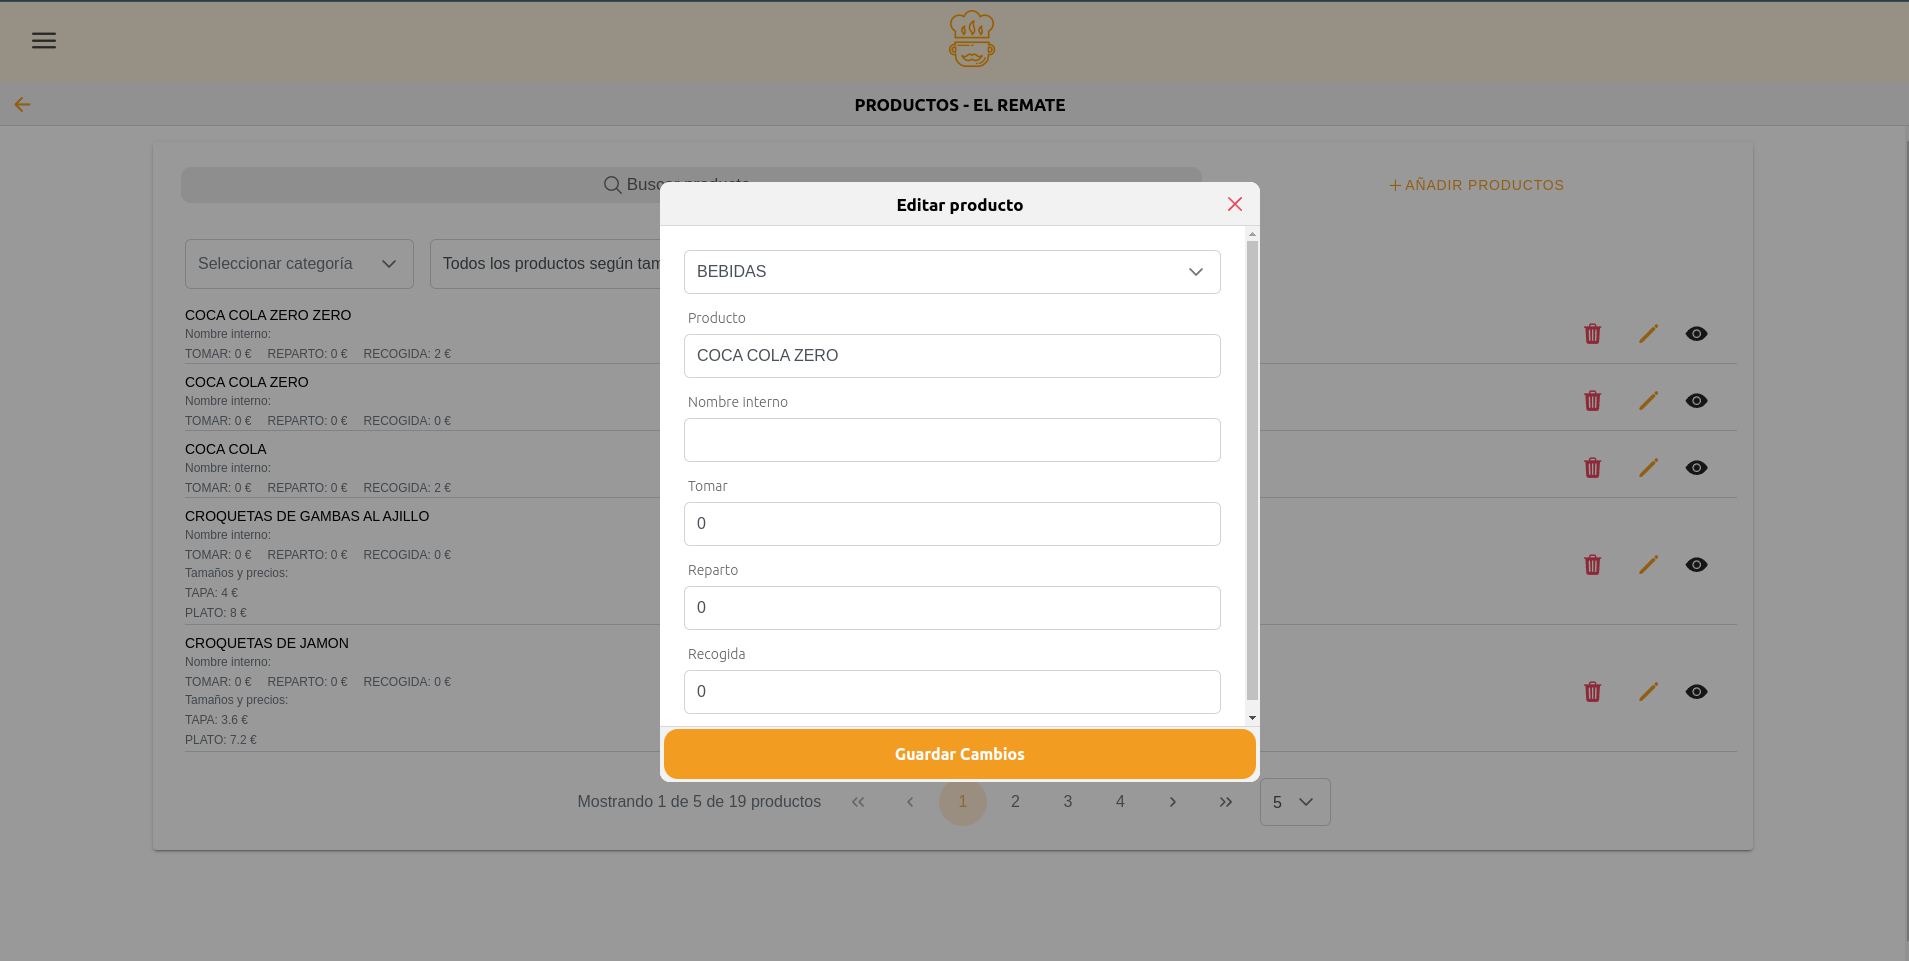 PRODUCTOS - EL REMATE
AÑADIR PRODUCTOS
Seleccionar categoría
Todos los productos según
COCA COLA ZERO ZERO
Nombre interno:
TOMAR: 0 € REPARTO: 0 € RECOGIDA: 2 €
COCA COLA ZERO
Nombre interno:
TOMAR: 0 € REPARTO: 0 € RECOGIDA: 0 €
COCA COLA
Nombre interno:
TOMAR: 0 € REPARTO: 0 € RECOGIDA: 2 €
CROQUETAS DE GAMBAS AL AJILLO
Nombre interno:
TOMAR: 0 € REPARTO: 0 € RECOGIDA: 0 €
Tamaños y precios:
TAPA: 4 €
PLATO: 8 €
CROQUETAS DE JAMON
Nombre interno:
TOMAR: 0 € REPARTO: 0 € RECOGIDA: 0 €
Tamaños y precios:
TAPA: 3.6 €
PLATO: 7.2 €
Editar producto
BEBIDAS
Producto
COCA COLA ZERO
Nombre interno
Tomar
0
Reparto
0
Recogida
0
Guardar Cambios
Mostrando 1 de 5 de 19 productos
1 2 3 4
5